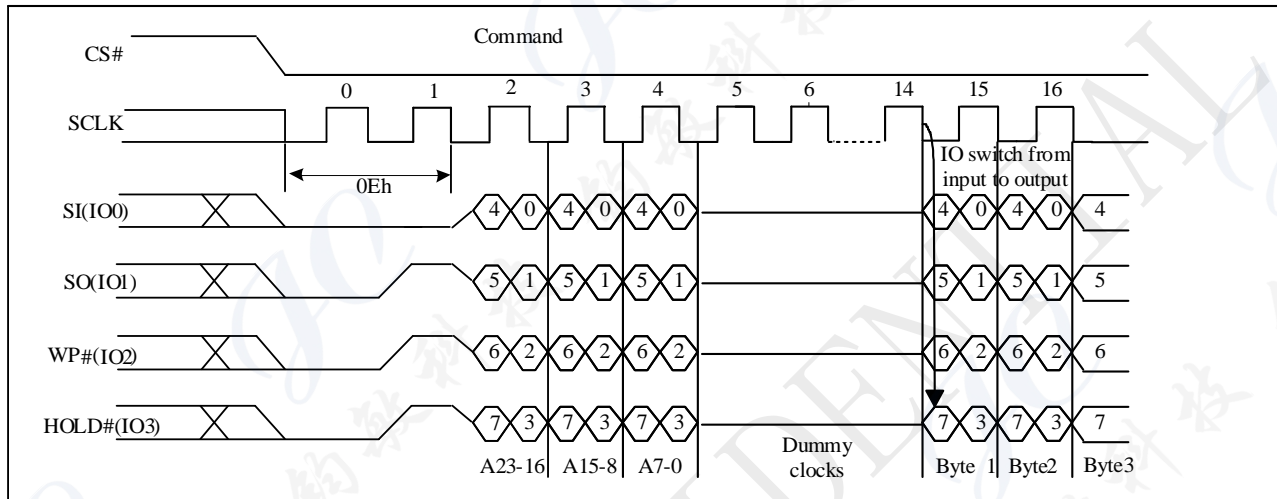 Command
CS#
0 1 2 3 4 5 6 14 15 16
SCLK
IO switch from
input to output
0Eh
SI(IO0)
4 0 4 0 4 0 4 0 4 0 4
SO(IO1)
5 1 5 1 5 1 5 1 5 1 5
WP#(IO2)
6 2 6 2 6 2 6 2 6 2 6
HOLD#(IO3)
7 3 7 3 7 3 7 3 7 3 7
Dummy
clocks
A23-16 A15-8 A7-0 Byte 1 Byte2 Byte3
DENTIAL